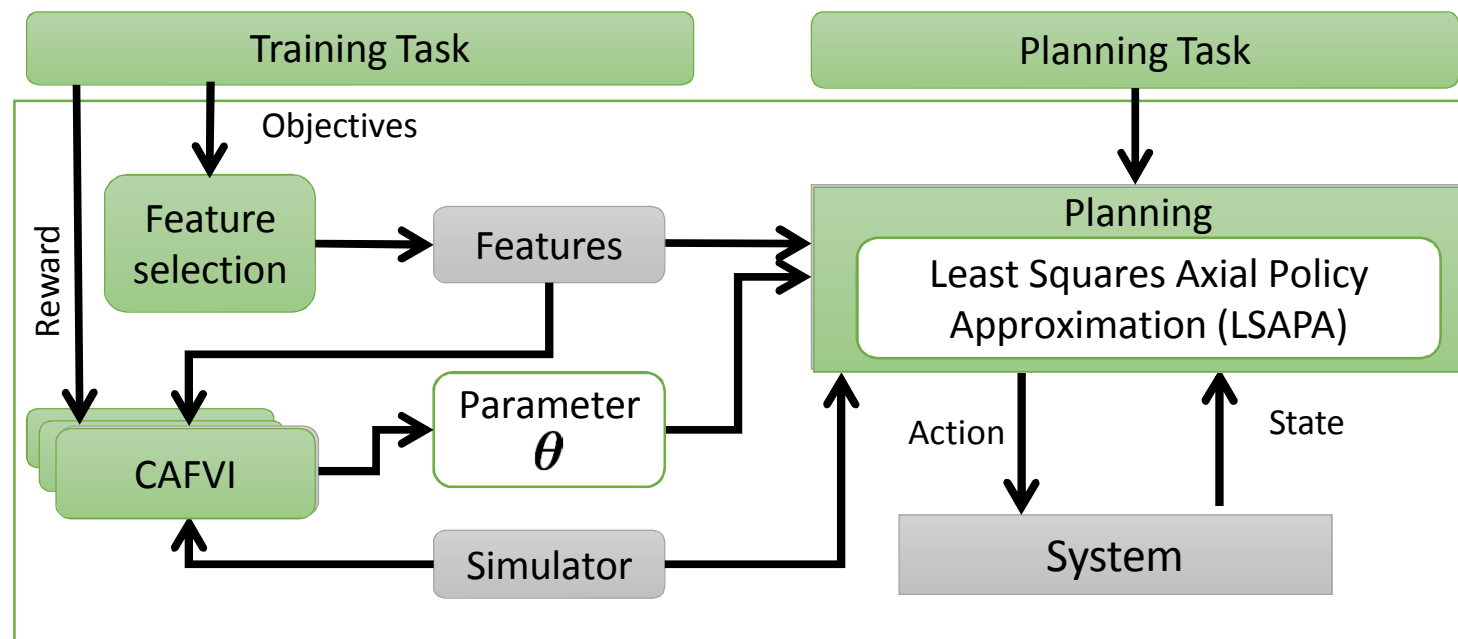 Training Task
Planning Task
Objectives
Reward
Feature
selection
Features
Planning
Least Squares Axial Policy
Approximation (LSAPA)
Parameter
θ
CAFVI
Action
State
Simulator
System